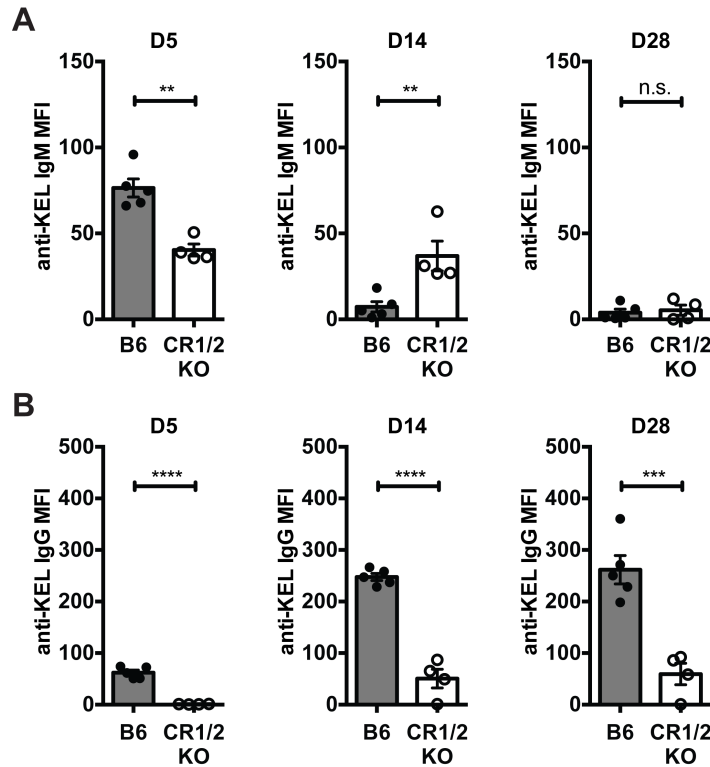 A
D5
D14
D28
anti-KEL IgM MFI
150
100
50
0
**
B6
CR1/2
KO
anti-KEL IgM MFI
150
100
50
0
**
B6
CR1/2
KO
anti-KEL IgM MFI
150
100
50
0
n.s.
B6
CR1/2
KO
B
D5
D14
D28
anti-KEL IgG MFI
500
400
300
200
100
0
****
B6
CR1/2
KO
anti-KEL IgG MFI
500
400
300
200
100
0
****
B6
CR1/2
KO
anti-KEL IgG MFI
500
400
300
200
100
0
***
B6
CR1/2
KO